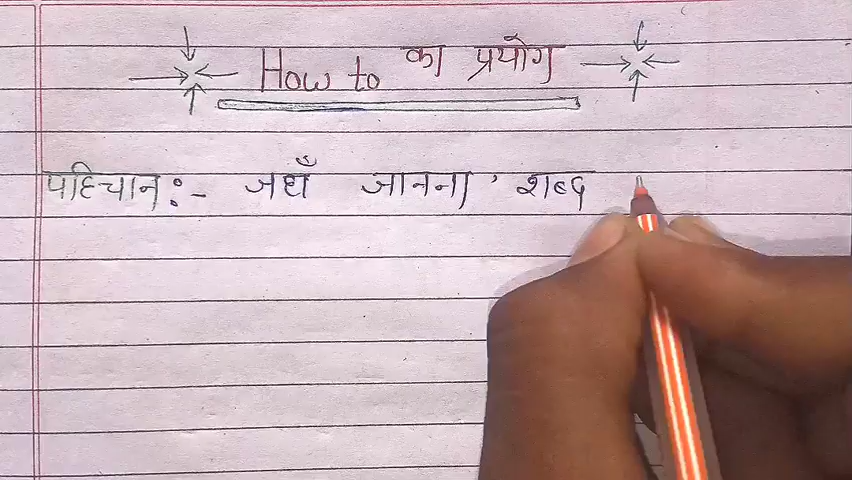 How to का प्रयोग
पहिचान:- जहाँ जानना, शब्द